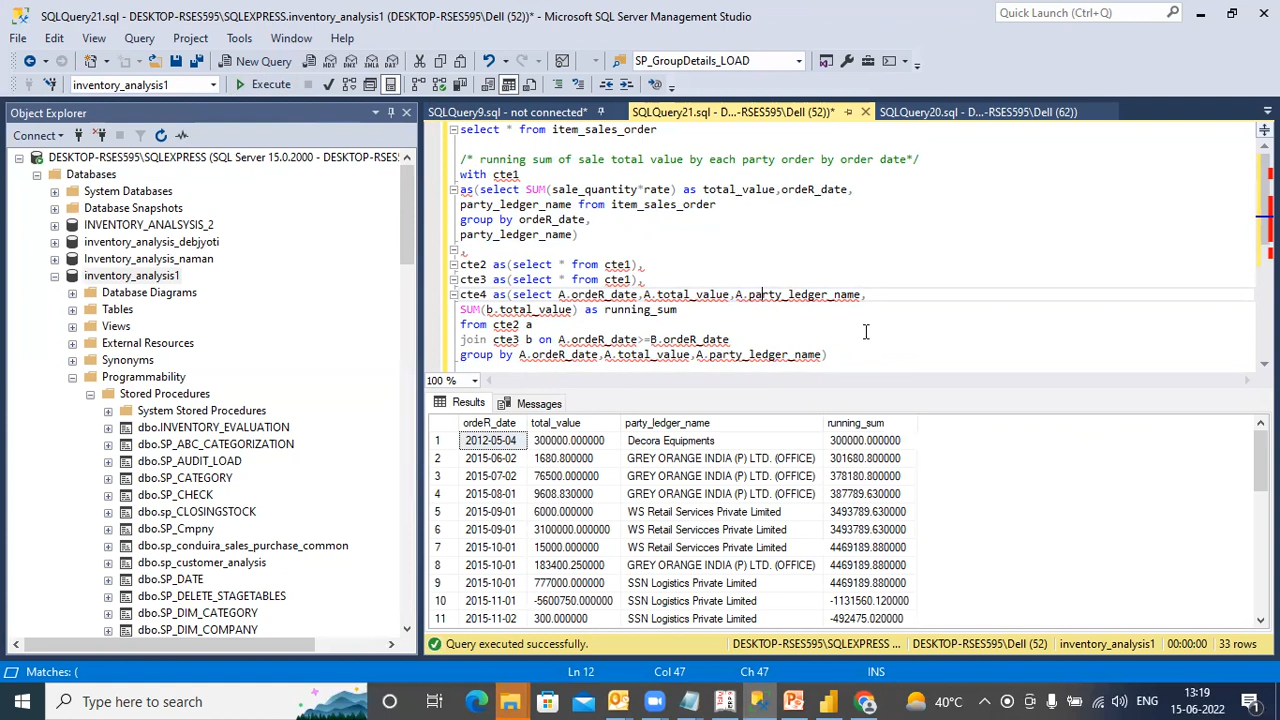 SQLQuery21.sql - DESKTOP-RSES595\SQLEXPRESS.inventory_analysis1 (DESKTOP-RSES595\Dell (52))* - Microsoft SQL Server Management Studio
Quick Launch (Ctrl+Q)
File Edit View Query Project Tools Window Help
New Query
SP_GroupDetails_LOAD
inventory_analysis1
Execute
Object Explorer
SQLQuery9.sql - not connected*
SQLQuery21.sql - D...-RSES595\Dell (52))*
SQLQuery20.sql - D...-RSES595\Dell (62))
Connect
DESKTOP-RSES595\SQLEXPRESS (SQL Server 15.0.2000 - DESKTOP-RSES
Databases
System Databases
Database Snapshots
INVENTORY_ANALSYSIS_2
inventory_analysis_debjyoti
Inventory_analysis_naman
inventory_analysis1
Database Diagrams
Tables
Views
External Resources
Synonyms
Programmability
Stored Procedures
System Stored Procedures
dbo.INVENTORY_EVALUATION
dbo.SP_ABC_CATEGORIZATION
dbo.SP_AUDIT_LOAD
dbo.SP_CATEGORY
dbo.SP_CHECK
dbo.sp_CLOSINGSTOCK
dbo.SP_Cmpny
dbo.sp_conduira_sales_purchase_common
dbo.sp_customer_analysis
dbo.SP_DATE
dbo.SP_DELETE_STAGETABLES
dbo.SP_DIM_CATEGORY
dbo.SP_DIM_COMPANY
select * from item_sales_order
/* running sum of sale total value by each party order by order date*/
with cte1
as(select SUM(sale_quantity*rate) as total_value,ordeR_date,
party_ledger_name from item_sales_order
group by ordeR_date,
party_ledger_name)
,
cte2 as(select * from cte1),
cte3 as(select * from cte1),
cte4 as(select A.ordeR_date,A.total_value,A.party_ledger_name,
SUM(b.total_value) as running_sum
from cte2 a
join cte3 b on A.ordeR_date>=B.ordeR_date
group by A.ordeR_date,A.total_value,A.party_ledger_name)
100 %
Results Messages
ordeR_date total_value party_ledger_name running_sum
1 2012-05-04 300000.000000 Decora Equipments 300000.000000
2 2015-06-02 1680.800000 GREY ORANGE INDIA (P) LTD. (OFFICE) 301680.800000
3 2015-07-02 76500.000000 GREY ORANGE INDIA (P) LTD. (OFFICE) 378180.800000
4 2015-08-01 9608.830000 GREY ORANGE INDIA (P) LTD. (OFFICE) 387789.630000
5 2015-09-01 6000.000000 WS Retail Services Private Limited 3493789.630000
6 2015-09-01 3100000.000000 WS Retail Servicces Private Limited 3493789.630000
7 2015-10-01 15000.000000 WS Retail Servicces Private Limited 4469189.880000
8 2015-10-01 183400.250000 GREY ORANGE INDIA (P) LTD. (OFFICE) 4469189.880000
9 2015-10-01 777000.000000 SSN Logistics Private Limited 4469189.880000
10 2015-11-01 -5600750.000000 SSN Logistics Private Limited -1131560.120000
11 2015-11-02 300.000000 SSN Logistics Private Limited -492475.020000
Query executed successfully.
DESKTOP-RSES595\SQLEXPRESS ...
DESKTOP-RSES595\Dell (52)
inventory_analysis1
00:00:00
33 rows
Matches: (
Ln 12
Col 47
Ch 47
INS
Type here to search
40°C
ENG
13:19
15-06-2022
1